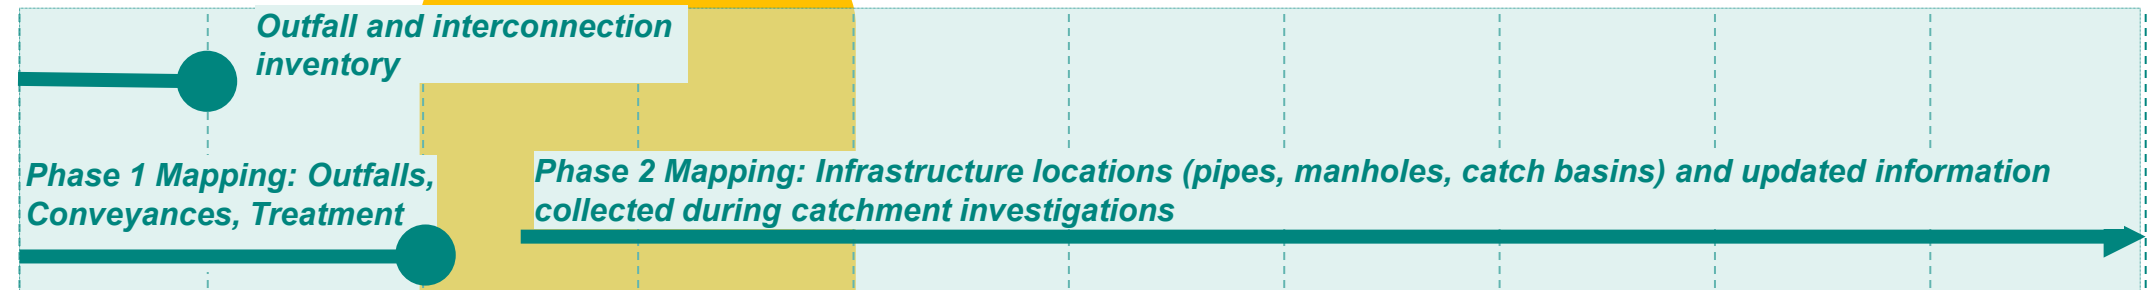 Outfall and interconnection
inventory
Phase 1 Mapping: Outfalls,
Conveyances, Treatment
Phase 2 Mapping: Infrastructure locations (pipes, manholes, catch basins) and updated information
collected during catchment investigations